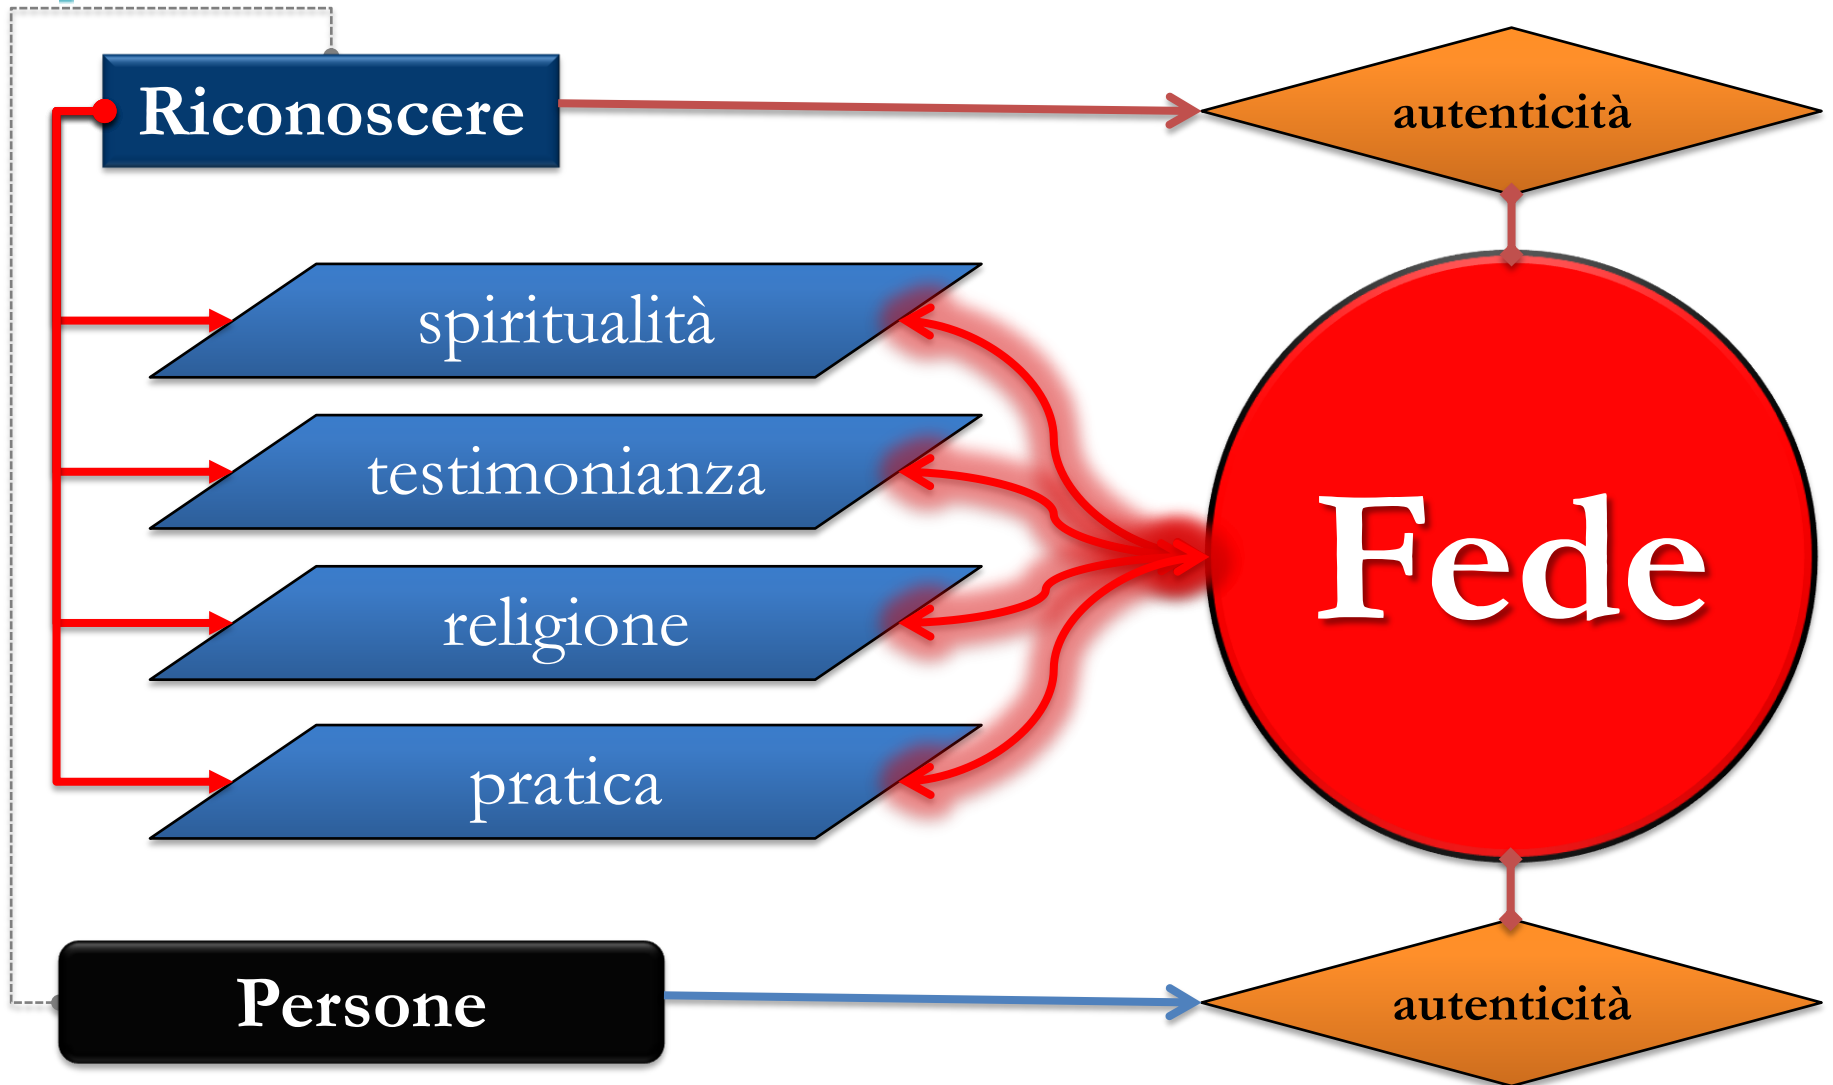 Riconoscere
autenticità
spiritualità
testimonianza
religione
pratica
Fede
Persone
autenticità